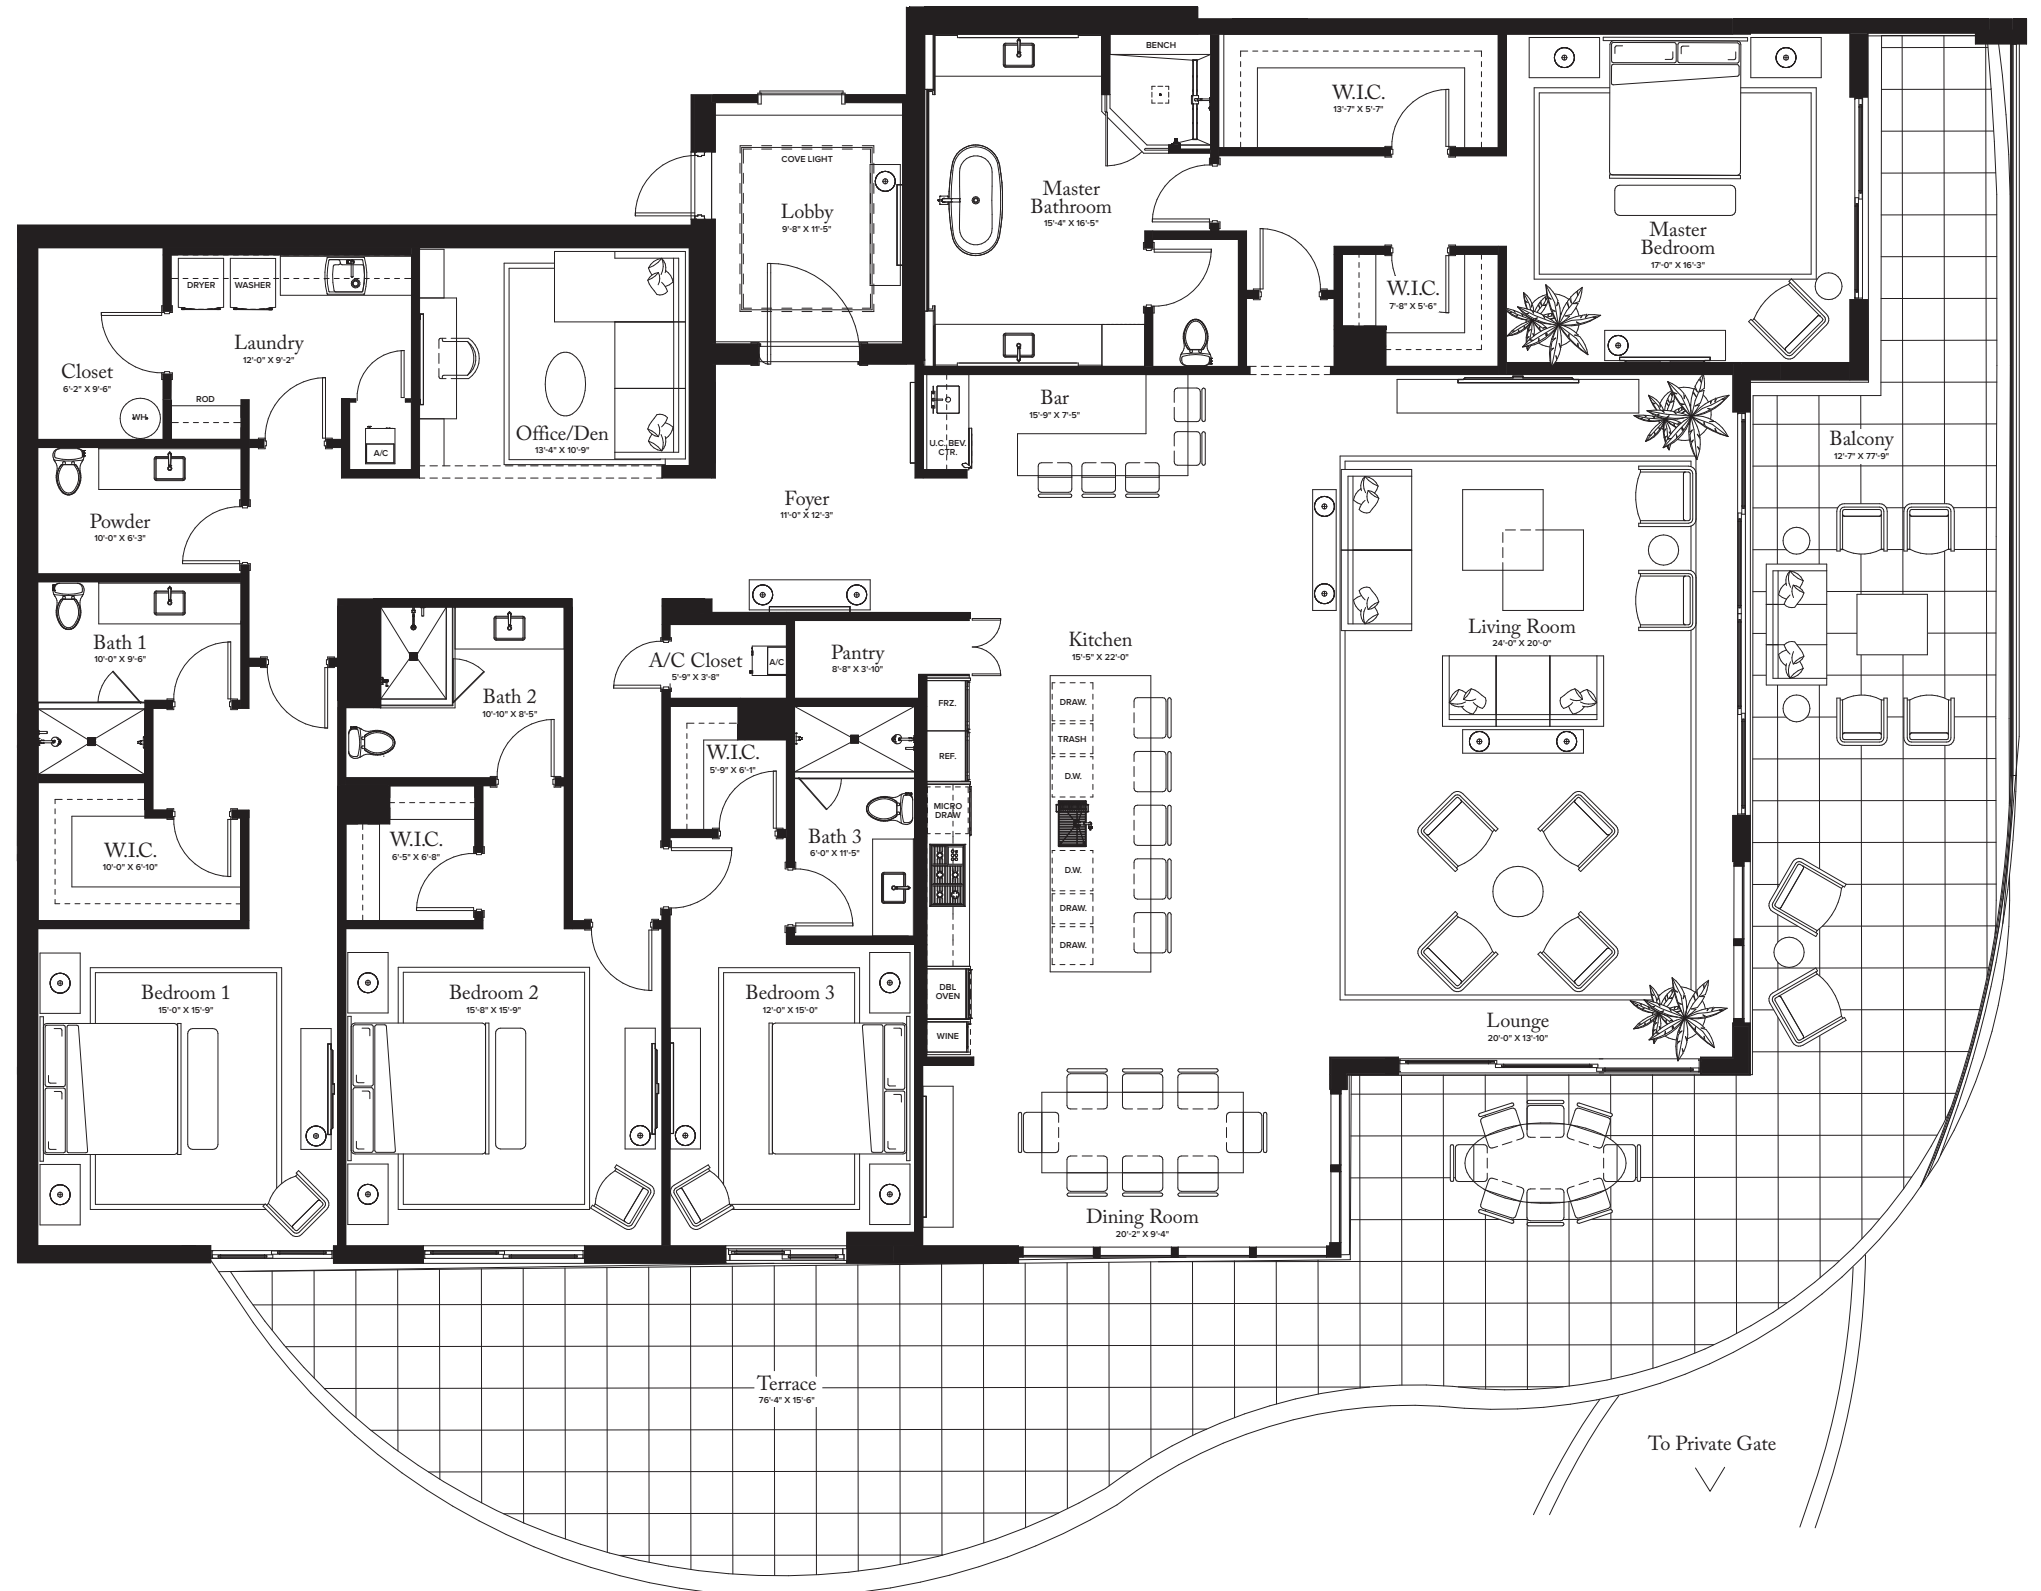 BENCH
W.I.C.
13'-7" X 5'-7"
COVE LIGHT
Lobby
9'-8" X 11'-5"
Master
Bathroom
15'-4" X 16'-5"
Master
Bedroom
17'-0" X 16'-3"
W.I.C.
7'-8" X 5'-6"
DRYER
WASHER
Laundry
12'-0" X 9'-2"
Closet
6'-2" X 9'-6"
WH
ROD
A/C
Office/Den
13'-4" X 10'-9"
Bar
15'-9" X 7'-5"
U.C. BEV.
CTR.
Balcony
12'-7" X 77'-9"
Powder
10'-0" X 6'-3"
Foyer
11'-0" X 12'-3"
Bath 1
10'-0" X 9'-6"
Bath 2
10'-10" X 8'-5"
A/C Closet
5'-9" X 3'-8"
A/C
Pantry
8'-8" X 3'-10"
Kitchen
15'-5" X 22'-0"
Living Room
24'-0" X 20'-0"
FRZ.
REF.
MICRO
DRAW
DRAW.
TRASH
D.W.
D.W.
DRAW.
DRAW.
W.I.C.
5'-9" X 6'-1"
W.I.C.
10'-0" X 6'-10"
W.I.C.
6'-5" X 6'-8"
Bath 3
6'-0" X 11'-5"
Bedroom 1
15'-0" X 15'-9"
Bedroom 2
15'-8" X 15'-9"
Bedroom 3
12'-0" X 15'-0"
DBL
OVEN
WINE
Lounge
20'-0" X 13'-10"
Dining Room
20'-2" X 9'-4"
Terrace
76'-4" X 15'-6"
To Private Gate